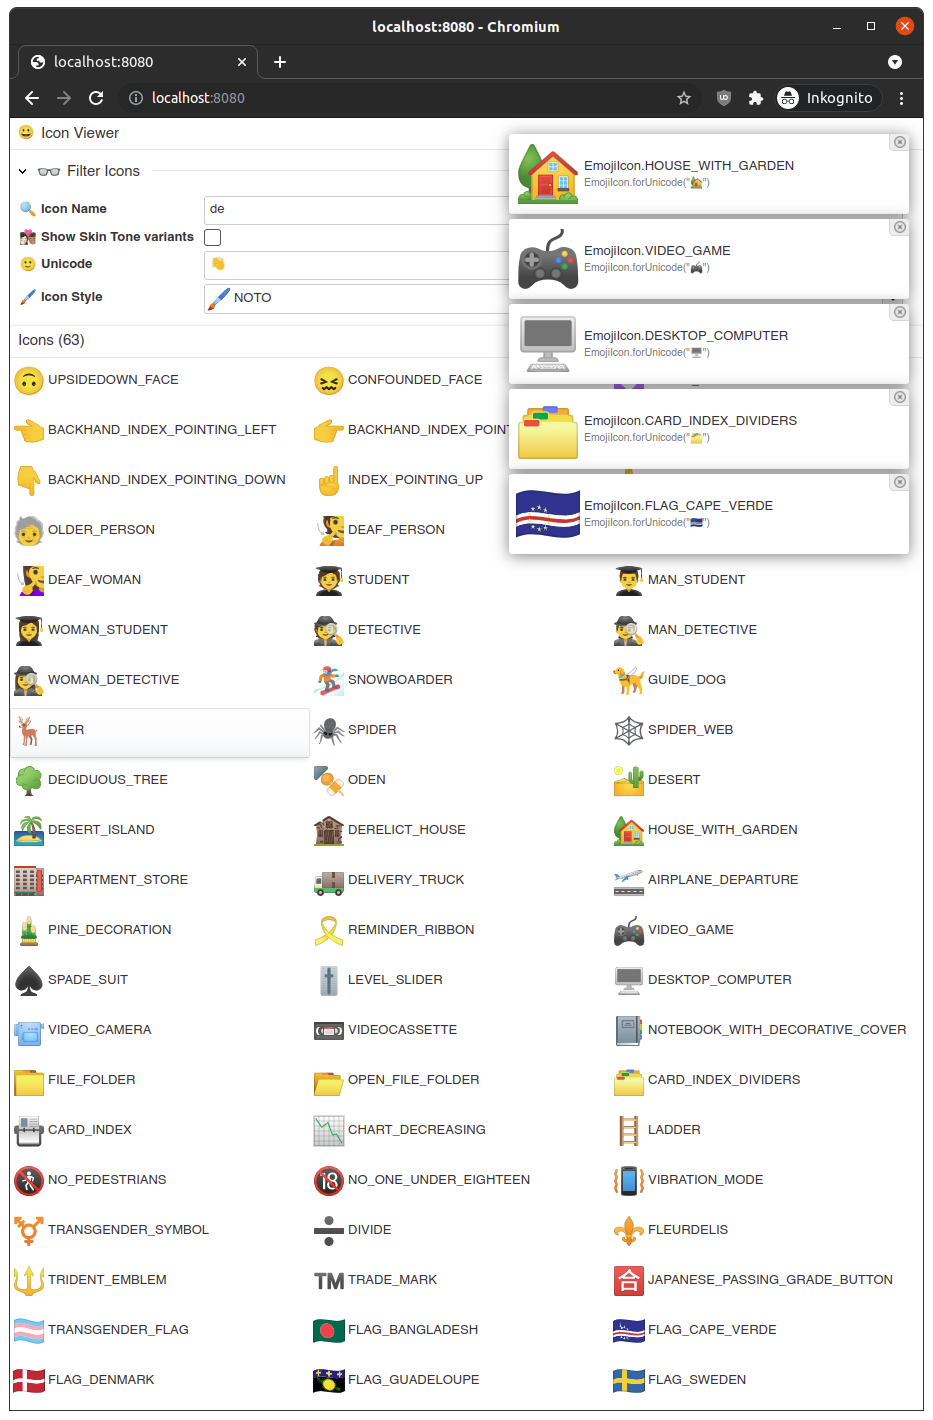 localhost:8080 - Chromium
localhost:8080
localhost:8080
Inkognito
Icon Viewer
Filter Icons
Icon Name
de
Show Skin Tone variants
Unicode
Icon Style
NOTO
EmojiIcon.HOUSE_WITH_GARDEN
EmojiIcon.forUnicode("🏡")
EmojiIcon.VIDEO_GAME
EmojiIcon.forUnicode("🎮")
EmojiIcon.DESKTOP_COMPUTER
EmojiIcon.forUnicode("🖥")
EmojiIcon.CARD_INDEX_DIVIDERS
EmojiIcon.forUnicode("🗂")
EmojiIcon.FLAG_CAPE_VERDE
EmojiIcon.forUnicode("🇨🇻")
Icons (63)
UPSIDEDOWN_FACE
CONFOUNDED_FACE
BACKHAND_INDEX_POINTING_LEFT
BACKHAND_INDEX_POINT
BACKHAND_INDEX_POINTING_DOWN
INDEX_POINTING_UP
OLDER_PERSON
DEAF_PERSON
DEAF_WOMAN
STUDENT
MAN_STUDENT
WOMAN_STUDENT
DETECTIVE
MAN_DETECTIVE
WOMAN_DETECTIVE
SNOWBOARDER
GUIDE_DOG
DEER
SPIDER
SPIDER_WEB
DECIDUOUS_TREE
ODEN
DESERT
DESERT_ISLAND
DERELICT_HOUSE
HOUSE_WITH_GARDEN
DEPARTMENT_STORE
DELIVERY_TRUCK
AIRPLANE_DEPARTURE
PINE_DECORATION
REMINDER_RIBBON
VIDEO_GAME
SPADE_SUIT
LEVEL_SLIDER
DESKTOP_COMPUTER
VIDEO_CAMERA
VIDEOCASSETTE
NOTEBOOK_WITH_DECORATIVE_COVER
FILE_FOLDER
OPEN_FILE_FOLDER
CARD_INDEX_DIVIDERS
CARD_INDEX
CHART_DECREASING
LADDER
NO_PEDESTRIANS
NO_ONE_UNDER_EIGHTEEN
VIBRATION_MODE
TRANSGENDER_SYMBOL
DIVIDE
FLEURDELIS
TRIDENT_EMBLEM
TM
TRADE_MARK
合
JAPANESE_PASSING_GRADE_BUTTON
TRANSGENDER_FLAG
FLAG_BANGLADESH
FLAG_CAPE_VERDE
FLAG_DENMARK
FLAG_GUADELOUPE
FLAG_SWEDEN